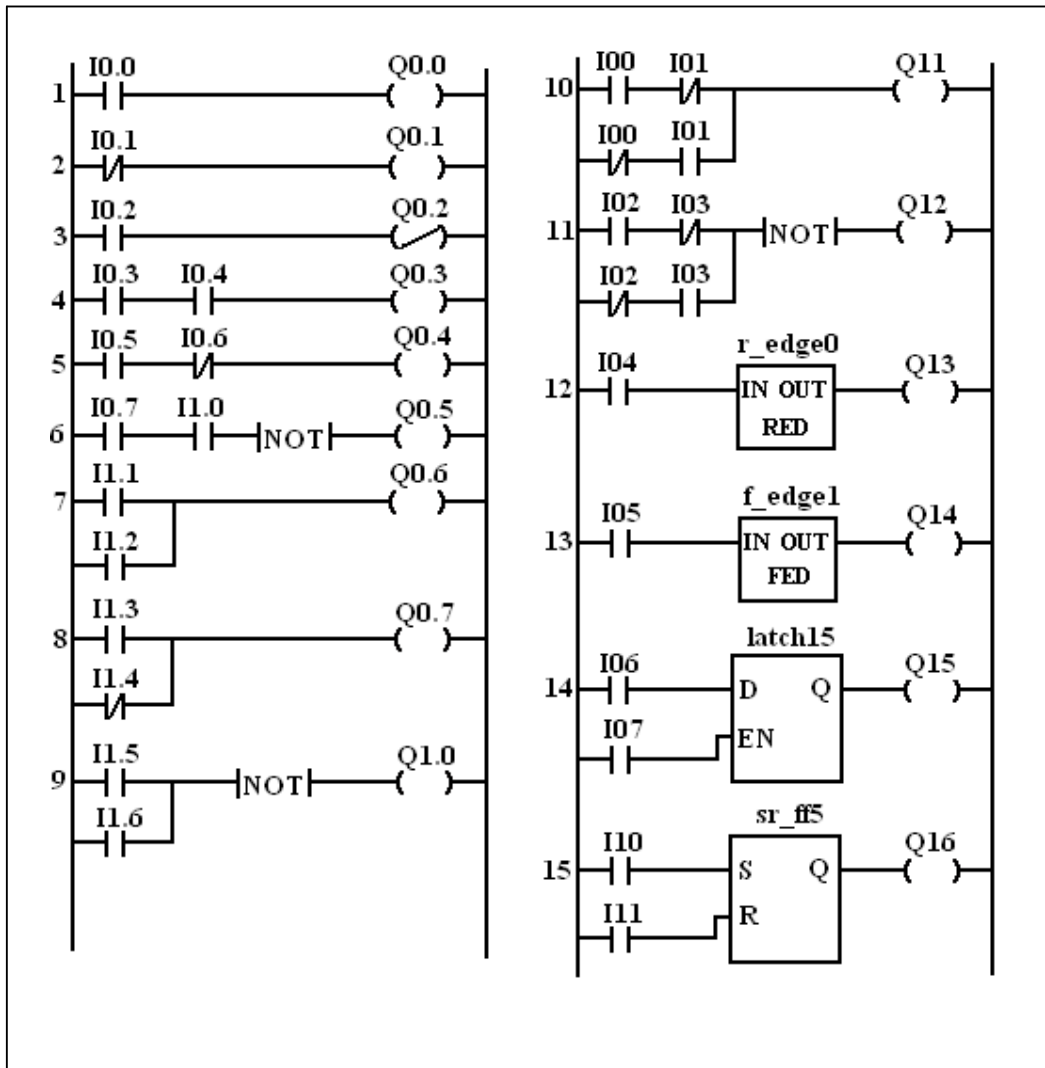 I0.0 Q0.0
1
I0.1 Q0.1
2
I0.2 Q0.2
3
I0.3 I0.4 Q0.3
4
I0.5 I0.6 Q0.4
5
I0.7 I1.0 Q0.5
6 NOT
I1.1 Q0.6
7
I1.2
I1.3 Q0.7
8
I1.4
I1.5 Q1.0
9 NOT
I1.6
I00 I01 Q11
10
I00 I01
I02 I03 Q12
11 NOT
I02 I03
r_edge0
I04 Q13
12 IN OUT
RED
f_edge1
I05 Q14
13 IN OUT
FED
latch15
I06 Q15
14 D Q
I07
EN
sr_ff5
I10 Q16
15 S Q
I11
R